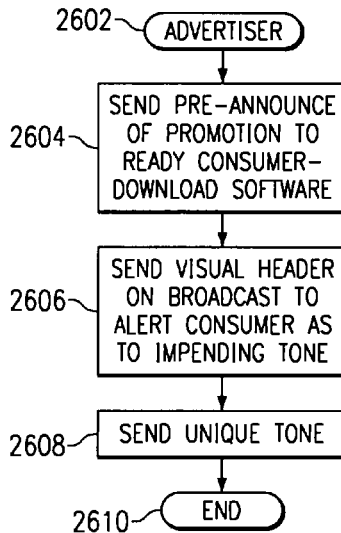 2602
ADVERTISER
2604
SEND PRE-ANNOUNCE
OF PROMOTION TO
READY CONSUMER-
DOWNLOAD SOFTWARE
2606
SEND VISUAL HEADER
ON BROADCAST TO
ALERT CONSUMER AS
TO IMPENDING TONE
2608
SEND UNIQUE TONE
2610
END